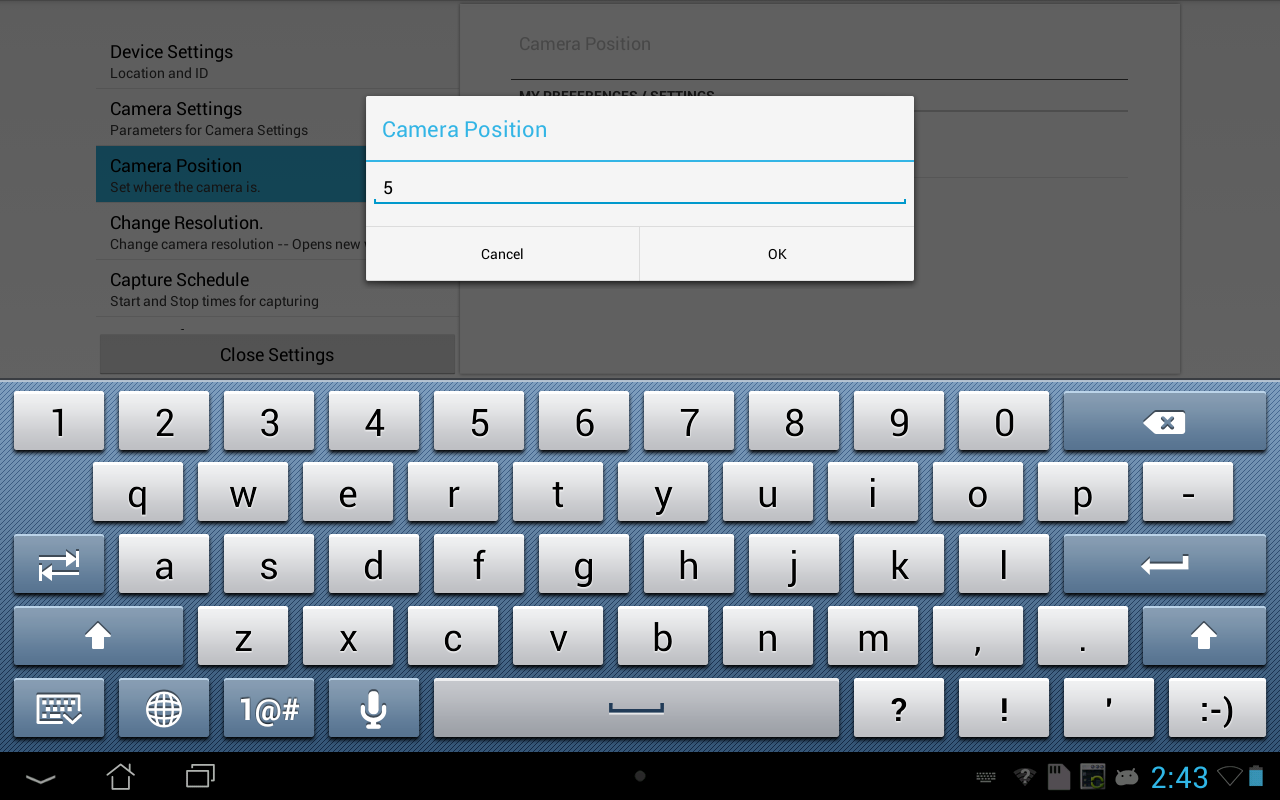 Device Settings
Location and ID
Camera Settings
Parameters for Camera Settings
Camera Position
Set where the camera is.
Change Resolution.
Change camera resolution -- Opens new
Capture Schedule
Start and Stop times for capturing
Close Settings
Camera Position
MY PREFERENCES / SETTINGS
Camera Position
5
Cancel
OK
1 2 3 4 5 6 7 8 9 0
q w e r t y u i o p -
a s d f g h j k l
z x c v b n m , .
1@# ? ! ' :-)
2:43